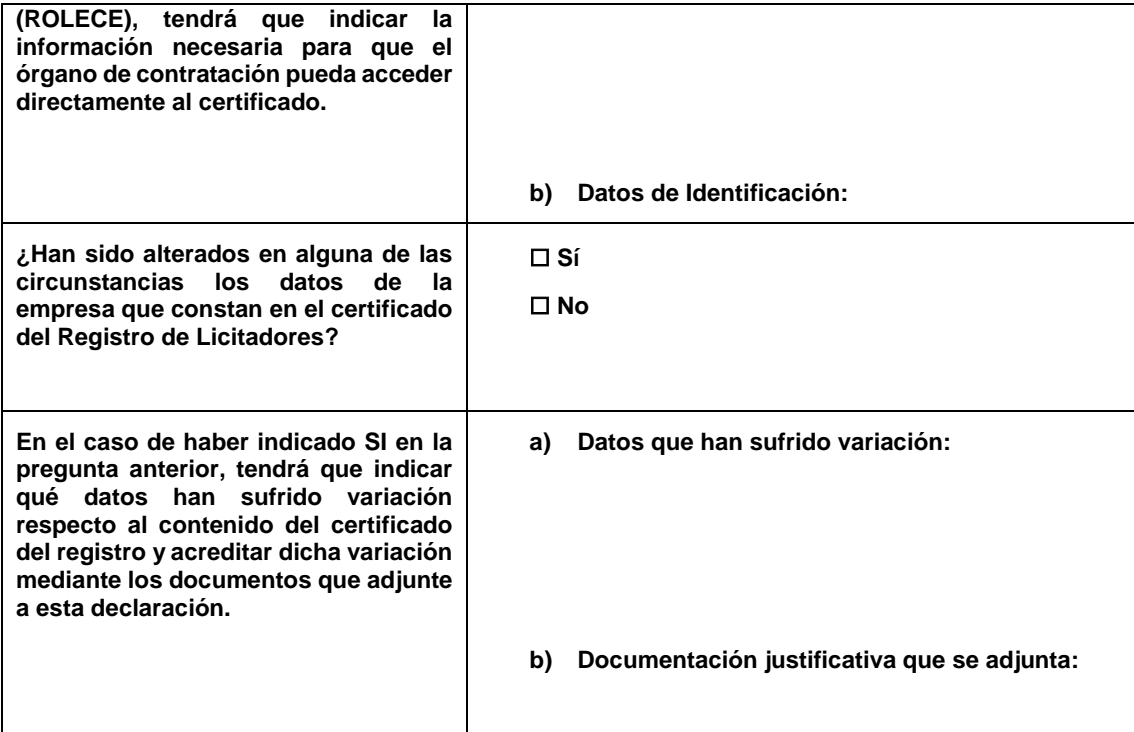 (ROLECE), tendrá que indicar la
información necesaria para que el
órgano de contratación pueda acceder
directamente al certificado.
b) Datos de Identificación:
¿Han sido alterados en alguna de las
circunstancias los datos de la
empresa que constan en el certificado
del Registro de Licitadores?
☐ Sí
☐ No
En el caso de haber indicado SI en la
pregunta anterior, tendrá que indicar
qué datos han sufrido variación
respecto al contenido del certificado
del registro y acreditar dicha variación
mediante los documentos que adjunte
a esta declaración.
a) Datos que han sufrido variación:
b) Documentación justificativa que se adjunta: